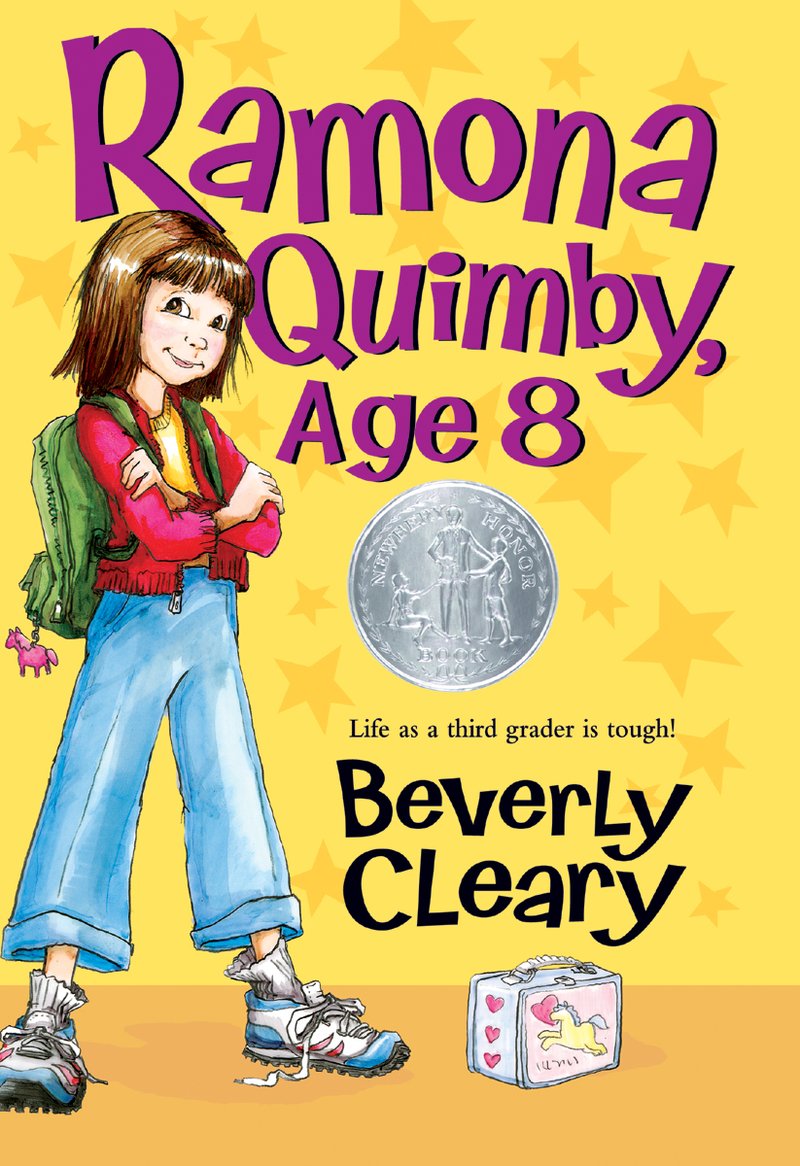 Ramona
Quimby,
Age 8
NEWBERY HONOR
BOOK
Life as a third grader is tough!
Beverly
Cleary